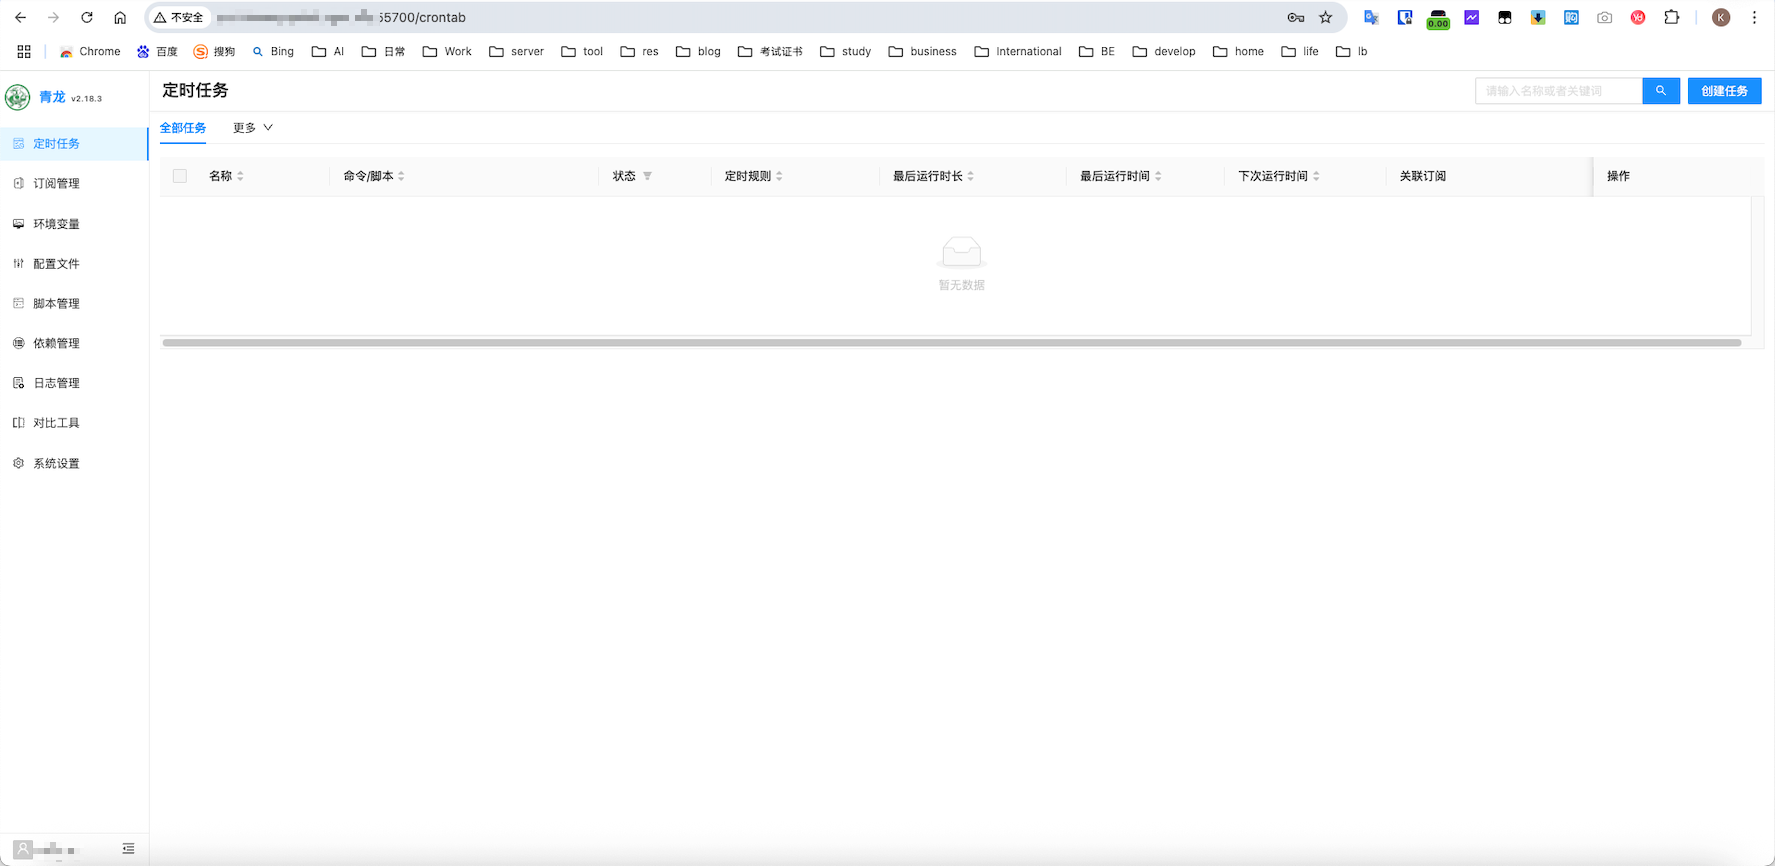 不安全 55700/crontab
0.00 K
Chrome 百度 搜狗 Bing AI 日常 Work server tool res blog 考试证书 study business International BE develop home life lb
青龙 v2.18.3
定时任务
请输入名称或者关键词
创建任务
全部任务 更多
定时任务
订阅管理
环境变量
配置文件
脚本管理
依赖管理
日志管理
对比工具
系统设置
名称 命令/脚本 状态 定时规则 最后运行时长 最后运行时间 下次运行时间 关联订阅 操作
暂无数据